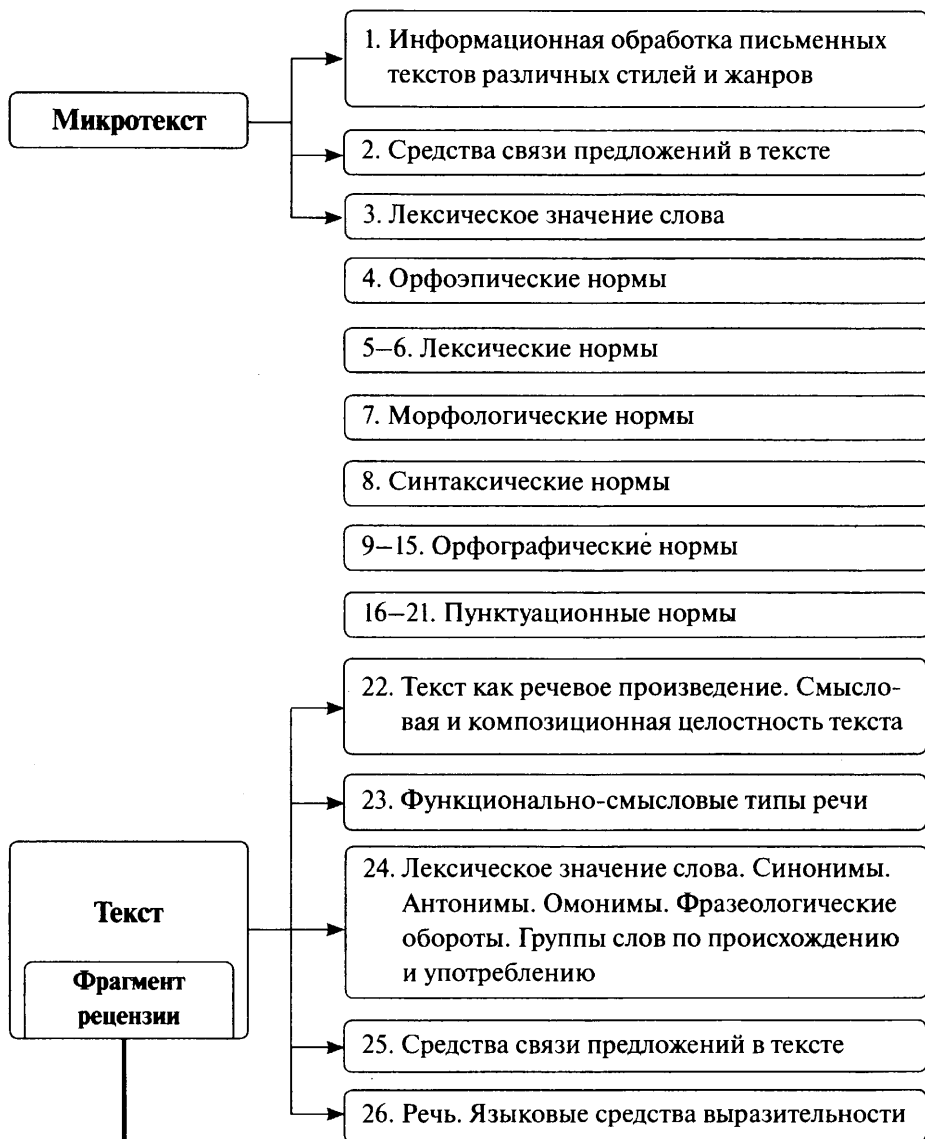 1. Информационная обработка письменных
текстов различных стилей и жанров
Микротекст
2. Средства связи предложений в тексте
3. Лексическое значение слова
4. Орфоэпические нормы
5–6. Лексические нормы
7. Морфологические нормы
8. Синтаксические нормы
9–15. Орфографические нормы
16–21. Пунктуационные нормы
22. Текст как речевое произведение. Смысло-
вая и композиционная целостность текста
23. Функционально-смысловые типы речи
24. Лексическое значение слова. Синонимы.
Антонимы. Омонимы. Фразеологические
обороты. Группы слов по происхождению
и употреблению
Текст
Фрагмент
рецензии
25. Средства связи предложений в тексте
26. Речь. Языковые средства выразительности